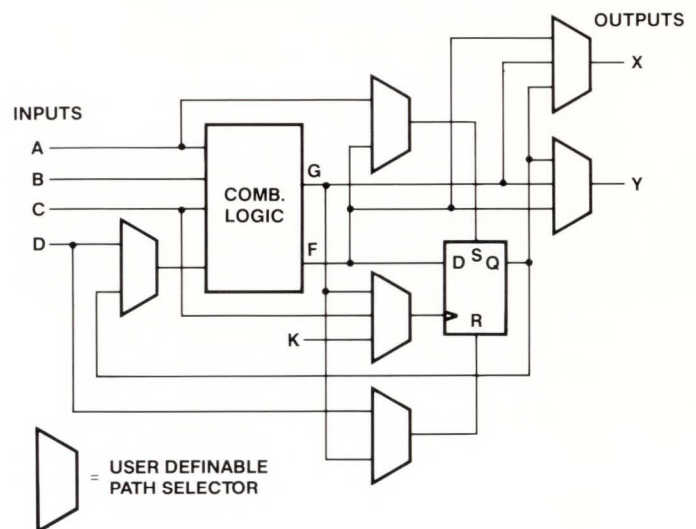 OUTPUTS
X
INPUTS
A
G
B
COMB.
LOGIC
Y
C
D
F
D S Q
R
K
= USER DEFINABLE
PATH SELECTOR